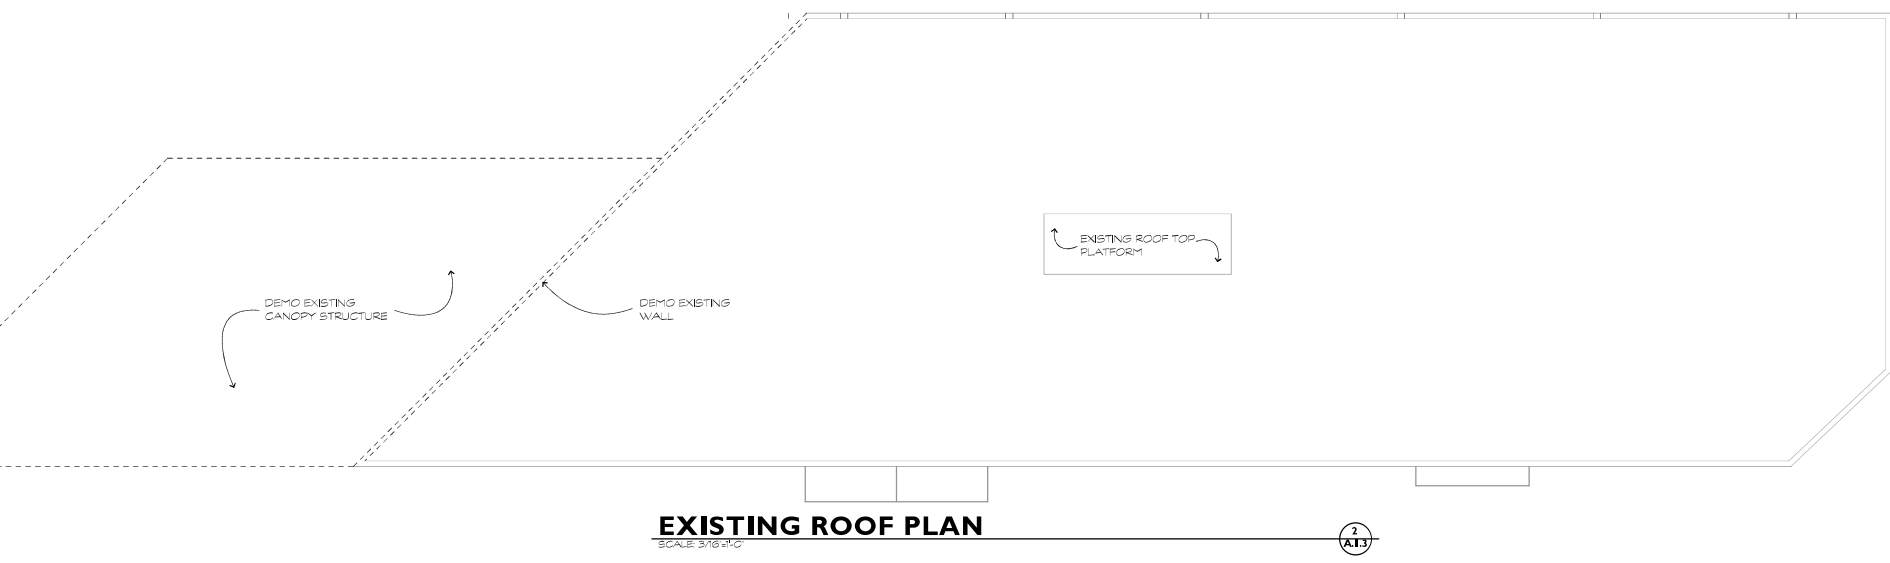 EXISTING ROOF TOP
PLATFORM
DEMO EXISTING
CANOPY STRUCTURE
DEMO EXISTING
WALL
EXISTING ROOF PLAN
SCALE: 3/16"=1'-0"
2
A.1.3